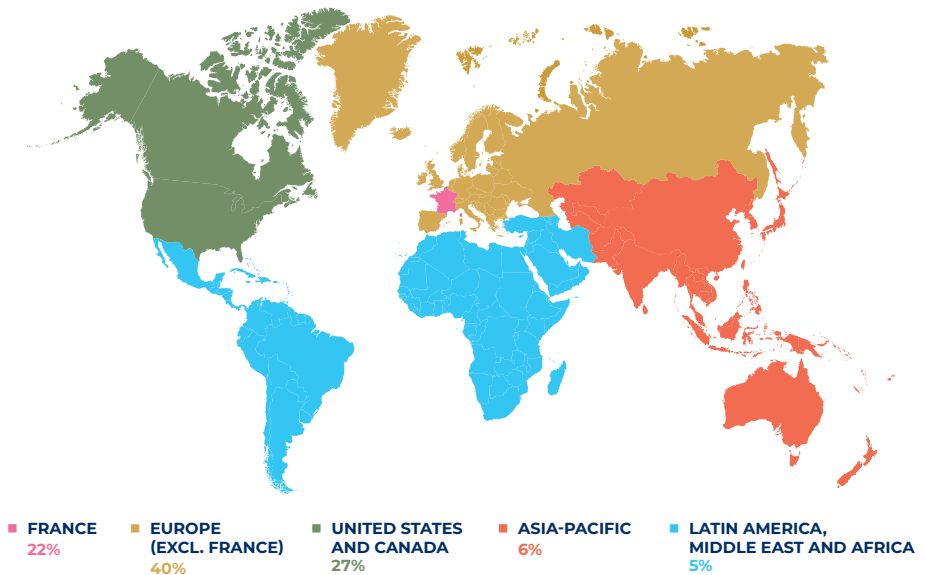 FRANCE
22%
EUROPE
(EXCL. FRANCE)
40%
UNITED STATES
AND CANADA
27%
ASIA-PACIFIC
6%
LATIN AMERICA,
MIDDLE EAST AND AFRICA
5%